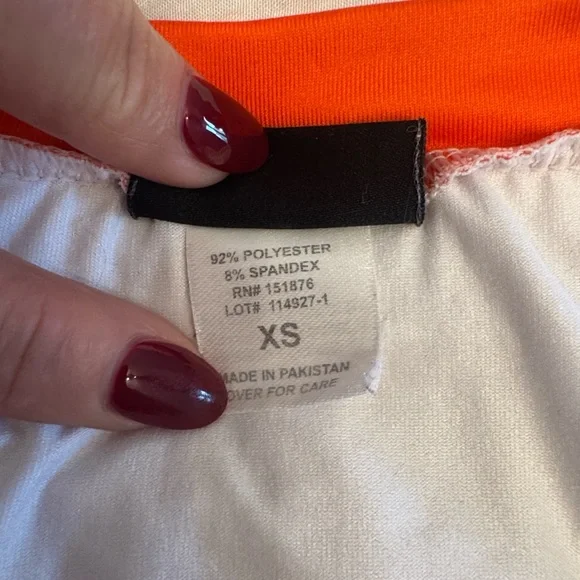 92% POLYESTER
8% SPANDEX
RN# 151876
LOT# 114927-1
XS
MADE IN PAKISTAN
OVER FOR CARE